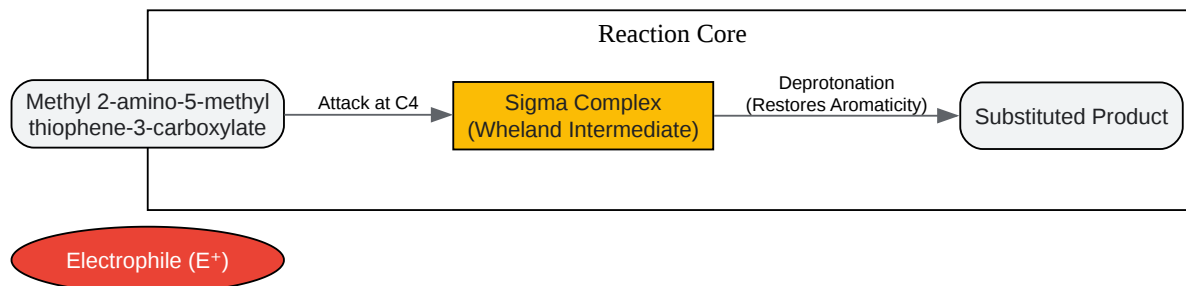 Reaction Core
Methyl 2-amino-5-methyl
thiophene-3-carboxylate
Attack at C4
Sigma Complex
(Wheland Intermediate)
Deprotonation
(Restores Aromaticity)
Substituted Product
Electrophile (E⁺)